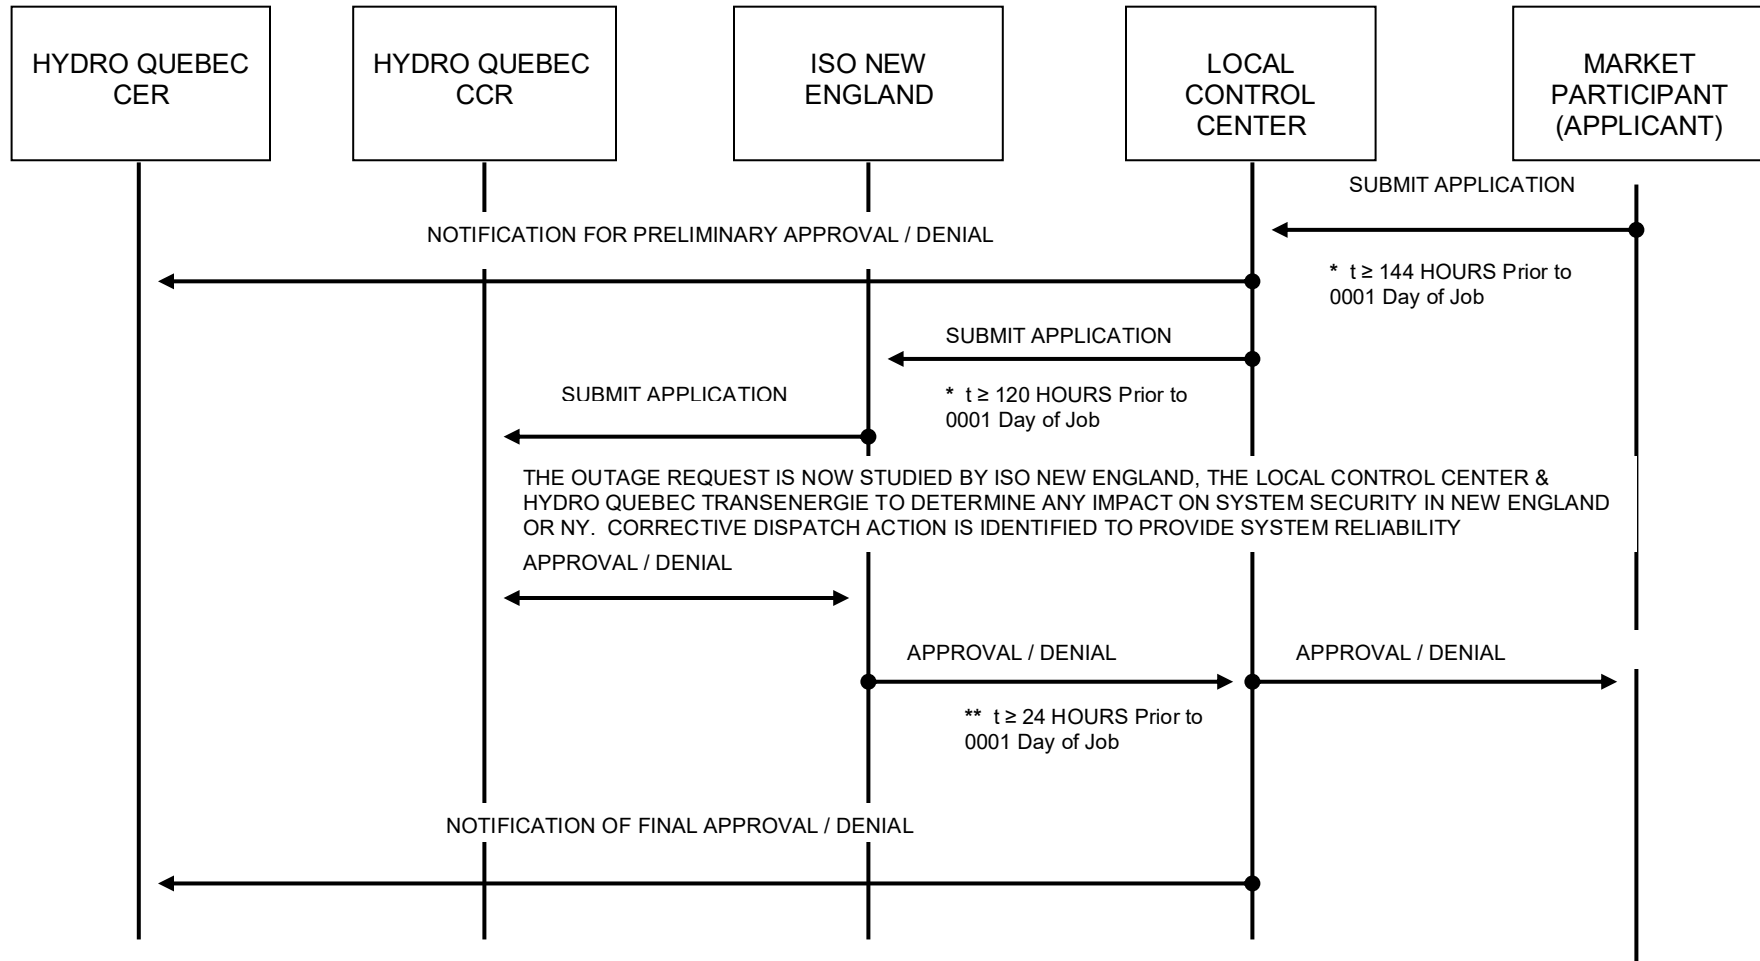 HYDRO QUEBEC
CER
HYDRO QUEBEC
CCR
ISO NEW
ENGLAND
LOCAL
CONTROL
CENTER
MARKET
PARTICIPANT
(APPLICANT)
SUBMIT APPLICATION
NOTIFICATION FOR PRELIMINARY APPROVAL / DENIAL
* t ≥ 144 HOURS Prior to
0001 Day of Job
SUBMIT APPLICATION
* t ≥ 120 HOURS Prior to
0001 Day of Job
SUBMIT APPLICATION
THE OUTAGE REQUEST IS NOW STUDIED BY ISO NEW ENGLAND, THE LOCAL CONTROL CENTER &
HYDRO QUEBEC TRANSENERGIE TO DETERMINE ANY IMPACT ON SYSTEM SECURITY IN NEW ENGLAND
OR NY. CORRECTIVE DISPATCH ACTION IS IDENTIFIED TO PROVIDE SYSTEM RELIABILITY
APPROVAL / DENIAL
APPROVAL / DENIAL
APPROVAL / DENIAL
** t ≥ 24 HOURS Prior to
0001 Day of Job
NOTIFICATION OF FINAL APPROVAL / DENIAL